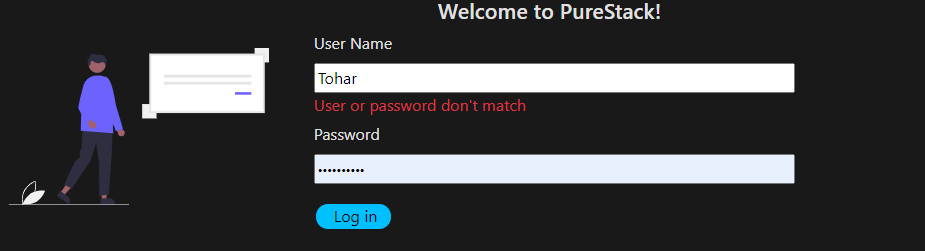 Welcome to PureStack!
User Name
Tohar
User or password don't match
Password
••••••••••
Log in